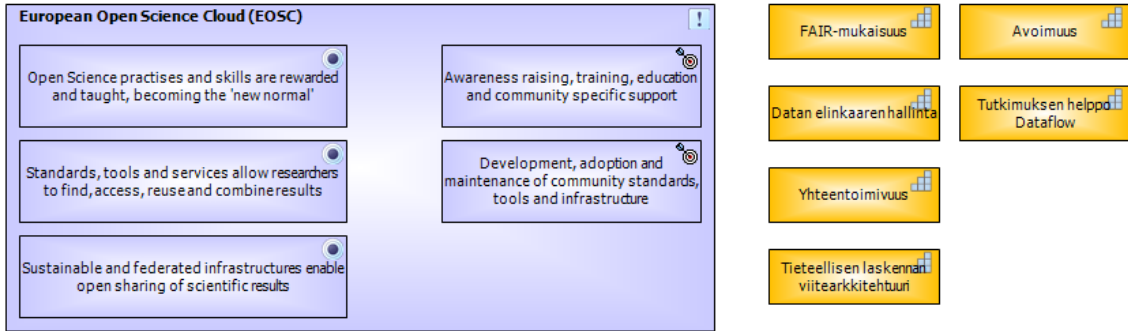 European Open Science Cloud (EOSC)
Open Science practises and skills are rewarded
and taught, becoming the 'new normal'
Awareness raising, training, education
and community specific support
Standards, tools and services allow researchers
to find, access, reuse and combine results
Development, adoption and
maintenance of community standards,
tools and infrastructure
Sustainable and federated infrastructures enable
open sharing of scientific results
FAIR-mukaisuus
Avoimuus
Datan elinkaaren hallinta
Tutkimuksen helppo
Dataflow
Yhteentoimivuus
Tieteellisen laskennan
viitearkkitehtuuri